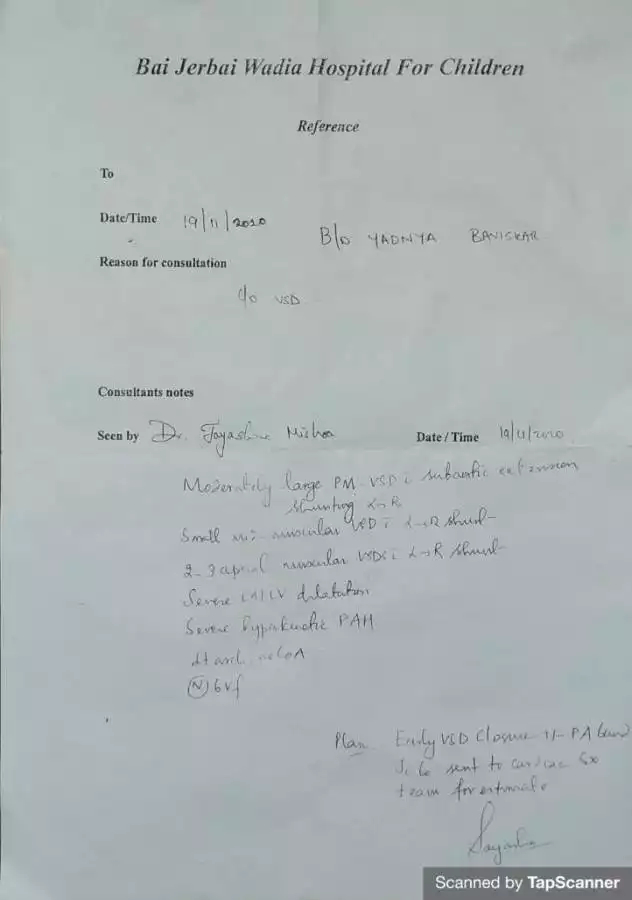 Bai Jerbai Wadia Hospital For Children
Reference
To
Date/Time 19/11/2020
B/o YADNYA BAVISKAR
Reason for consultation
c/o VSD
Consultants notes
Seen by Dr. Jayashree Mishra Date / Time 19/11/2020
Moderately large PM VSD c̄ subaortic extension
shunting L→R
Small mid-muscular VSD c̄ L→R shunt
2-3 apical muscular VSDs c̄ L→R shunt
Severe LA/LV dilatation
Severe hyperkinetic PAH
arch no CoA
(N) BVf
Plan Early VSD Closure +/- PA band
To be sent to cardiac Sx
team for estimate
Scanned by TapScanner